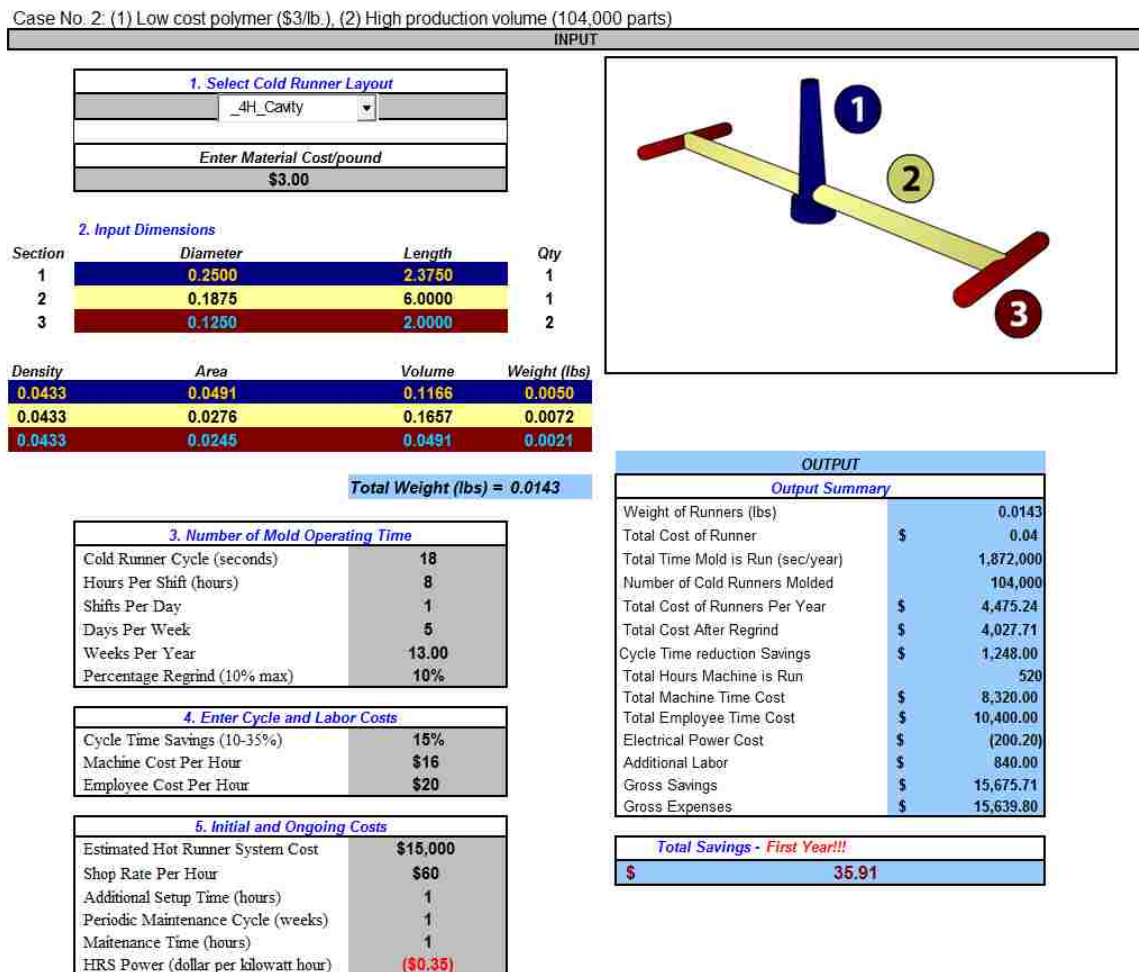 Case No. 2: (1) Low cost polymer ($3/lb.), (2) High production volume (104,000 parts)
INPUT
1. Select Cold Runner Layout
_4H_Cavity
Enter Material Cost/pound
$3.00
1
2
3
2. Input Dimensions
Section Diameter Length Qty
1 0.2500 2.3750 1
2 0.1875 6.0000 1
3 0.1250 2.0000 2
Density Area Volume Weight (lbs)
0.0433 0.0491 0.1166 0.0050
0.0433 0.0276 0.1657 0.0072
0.0433 0.0245 0.0491 0.0021
Total Weight (lbs) = 0.0143
3. Number of Mold Operating Time
Cold Runner Cycle (seconds) 18
Hours Per Shift (hours) 8
Shifts Per Day 1
Days Per Week 5
Weeks Per Year 13.00
Percentage Regrind (10% max) 10%
4. Enter Cycle and Labor Costs
Cycle Time Savings (10-35%) 15%
Machine Cost Per Hour $16
Employee Cost Per Hour $20
5. Initial and Ongoing Costs
Estimated Hot Runner System Cost $15,000
Shop Rate Per Hour $60
Additional Setup Time (hours) 1
Periodic Maintenance Cycle (weeks) 1
Maitenance Time (hours) 1
HRS Power (dollar per kilowatt hour) ($0.35)
OUTPUT
Output Summary
Weight of Runners (lbs) 0.0143
Total Cost of Runner $ 0.04
Total Time Mold is Run (sec/year) 1,872,000
Number of Cold Runners Molded 104,000
Total Cost of Runners Per Year $ 4,475.24
Total Cost After Regrind $ 4,027.71
Cycle Time reduction Savings $ 1,248.00
Total Hours Machine is Run 520
Total Machine Time Cost $ 8,320.00
Total Employee Time Cost $ 10,400.00
Electrical Power Cost $ (200.20)
Additional Labor $ 840.00
Gross Savings $ 15,675.71
Gross Expenses $ 15,639.80
Total Savings - First Year!!!
$ 35.91